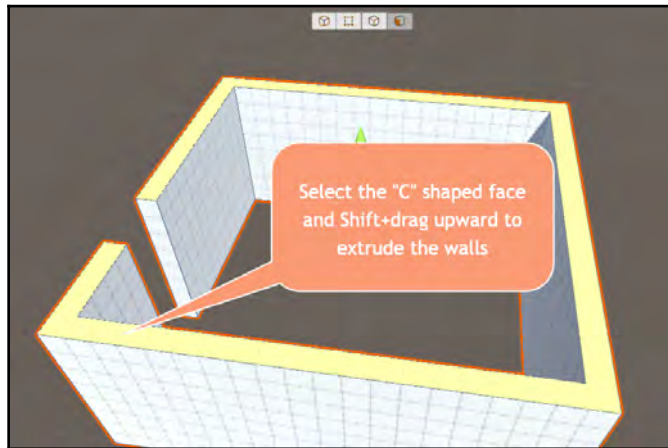 Select the "C" shaped face
and Shift+drag upward to
extrude the walls